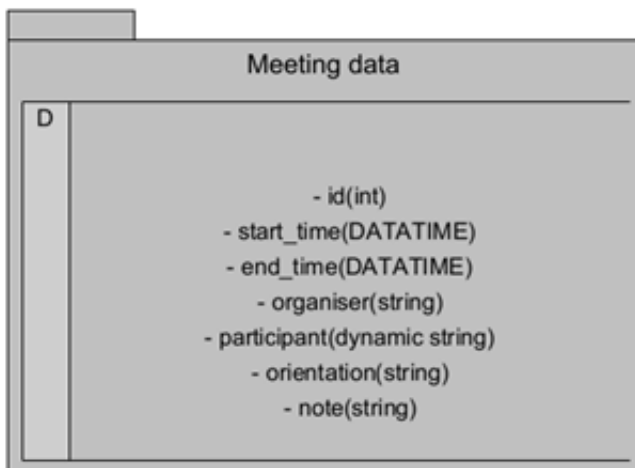 Meeting data
D
- id(int)
- start_time(DATATIME)
- end_time(DATATIME)
- organiser(string)
- participant(dynamic string)
- orientation(string)
- note(string)